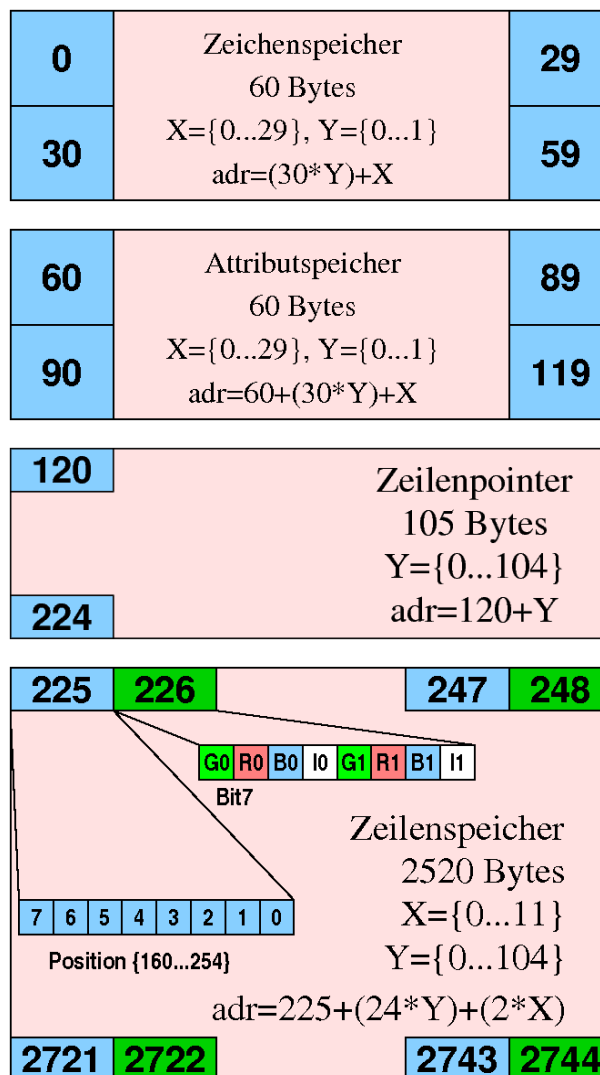 0 Zeichenspeicher 29
60 Bytes
X={0...29}, Y={0...1}
30 adr=(30*Y)+X 59
60 Attributspeicher 89
60 Bytes
X={0...29}, Y={0...1}
90 adr=60+(30*Y)+X 119
120 Zeilenpointer
105 Bytes
Y={0...104}
224 adr=120+Y
225 226 247 248
G0 R0 B0 I0 G1 R1 B1 I1
Bit7
Zeilenspeicher
2520 Bytes
7 6 5 4 3 2 1 0 X={0...11}
Position {160...254} Y={0...104}
adr=225+(24*Y)+(2*X)
2721 2722 2743 2744